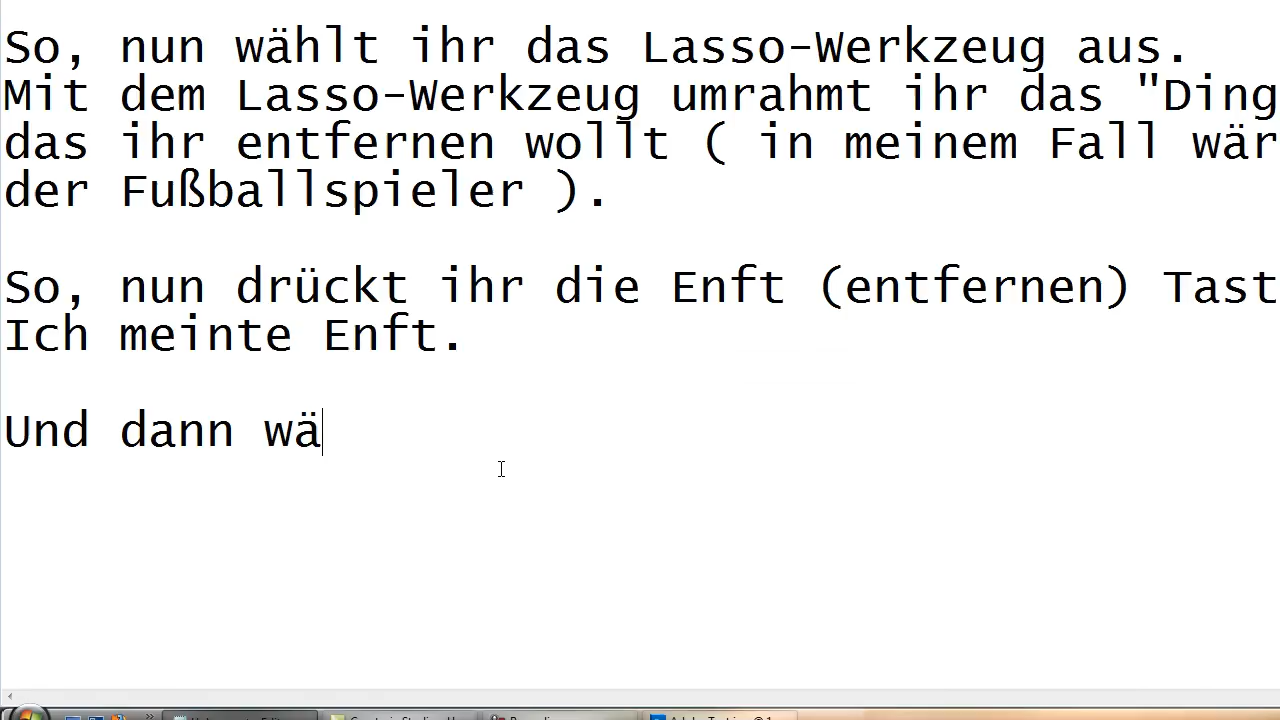 So, nun wählt ihr das Lasso-Werkzeug aus.
Mit dem Lasso-Werkzeug umrahmt ihr das "Ding
das ihr entfernen wollt ( in meinem Fall wär
der Fußballspieler ).
So, nun drückt ihr die Enft (entfernen) Tast
Ich meinte Enft.
Und dann wä